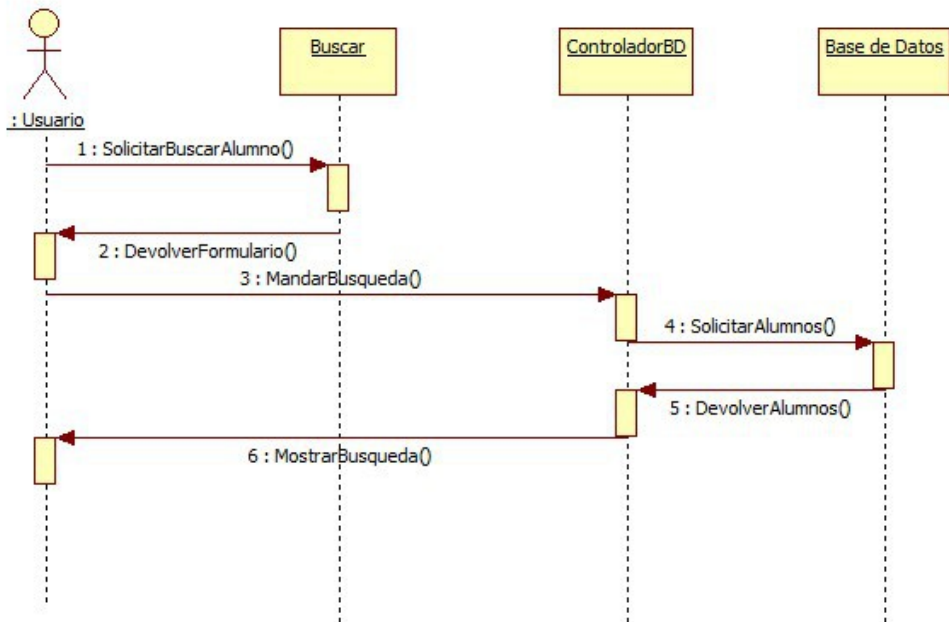 Buscar
ControladorBD
Base de Datos
: Usuario
1 : SolicitarBuscarAlumno()
2 : DevolverFormulario()
3 : MandarBusqueda()
4 : SolicitarAlumnos()
5 : DevolverAlumnos()
6 : MostrarBusqueda()